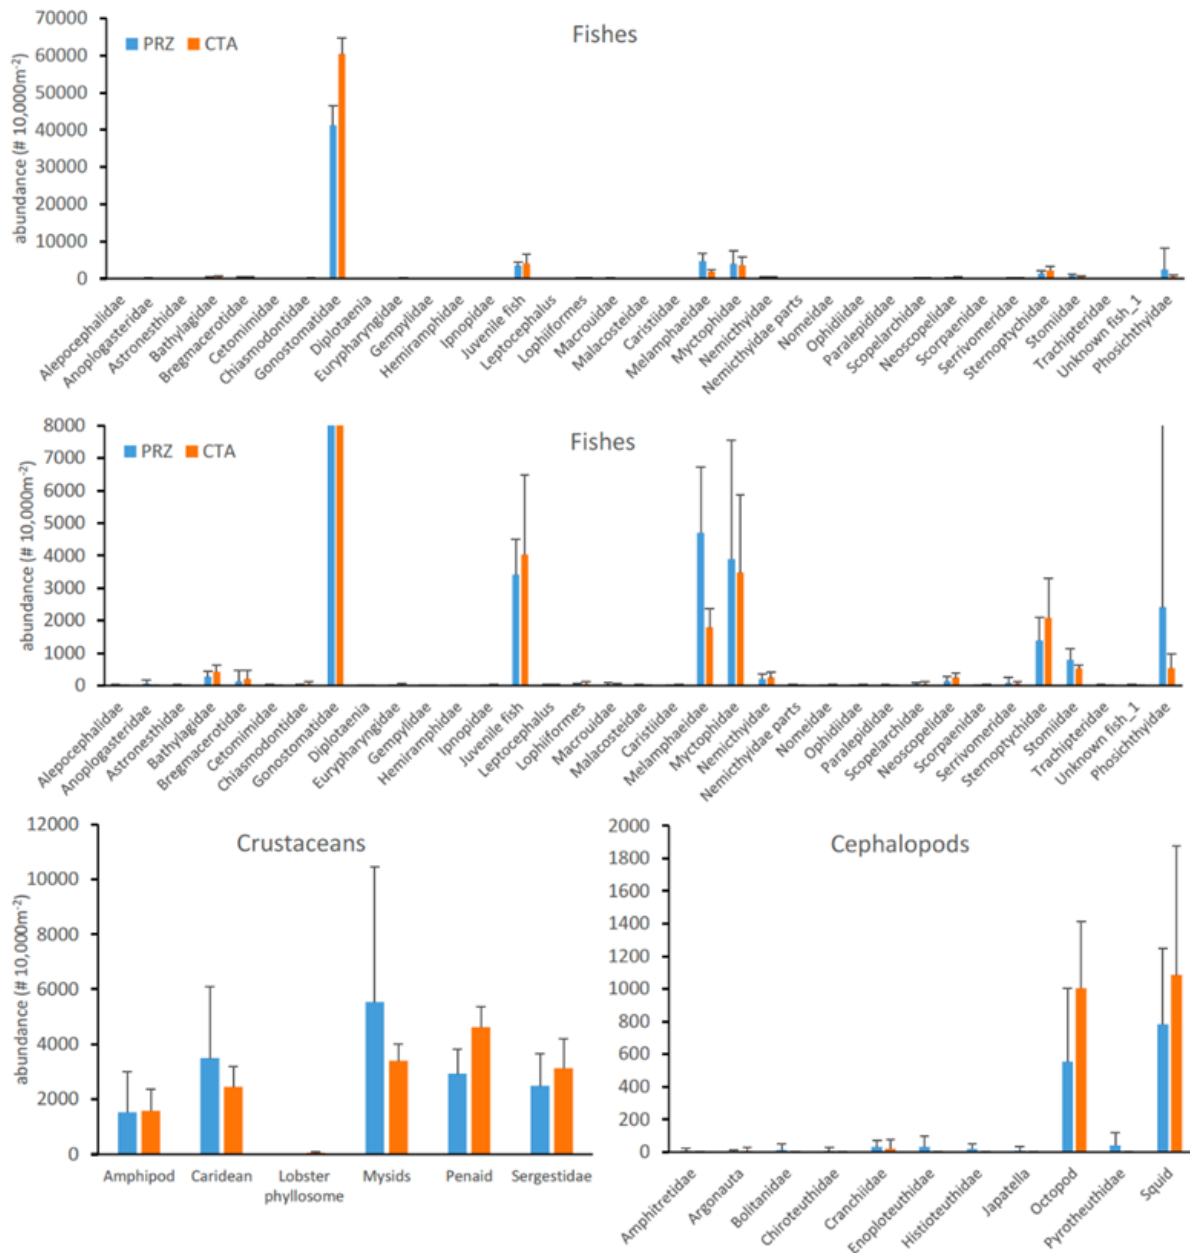 Fishes
PRZ CTA
abundance (# 10,000m-2)
70000
60000
50000
40000
30000
20000
10000
0
Alepocephalidae
Anoplogasteridae
Astronesthidae
Bathylagidae
Bregmacerotidae
Cetomimidae
Chiasmodontidae
Gonostomatidae
Diplotaenia
Eurypharyngidae
Gempylidae
Hemiramphidae
Ipnopidae
Juvenile fish
Leptocephalus
Lophiiformes
Macrouidae
Malacosteidae
Caristiidae
Melamphaeidae
Myctophidae
Nemicthyidae
Nemicthyidae parts
Nomeidae
Ophidiidae
Paralepididae
Scopelarchidae
Neoscopelidae
Scorpaenidae
Serrivomeridae
Sternoptychidae
Stomiidae
Trachipteridae
Unknown fish_1
Phosichthyidae
Fishes
PRZ CTA
abundance (# 10,000m-2)
8000
7000
6000
5000
4000
3000
2000
1000
0
Alepocephalidae
Anoplogasteridae
Astronesthidae
Bathylagidae
Bregmacerotidae
Cetomimidae
Chiasmodontidae
Gonostomatidae
Diplotaenia
Eurypharyngidae
Gempylidae
Hemiramphidae
Ipnopidae
Juvenile fish
Leptocephalus
Lophiiformes
Macrouidae
Malacosteidae
Caristiidae
Melamphaeidae
Myctophidae
Nemicthyidae
Nemicthyidae parts
Nomeidae
Ophidiidae
Paralepididae
Scopelarchidae
Neoscopelidae
Scorpaenidae
Serrivomeridae
Sternoptychidae
Stomiidae
Trachipteridae
Unknown fish_1
Phosichthyidae
Crustaceans
abundance (# 10,000m-2)
12000
10000
8000
6000
4000
2000
0
Amphipod
Caridean
Lobster
phyllosome
Mysids
Penaid
Sergestidae
Cephalopods
2000
1800
1600
1400
1200
1000
800
600
400
200
0
Amphitretidae
Argonauta
Bolitanidae
Chiroteuthidae
Cranchiidae
Enoploteuthidae
Histioteuthidae
Japatella
Octopod
Pyrotheuthidae
Squid